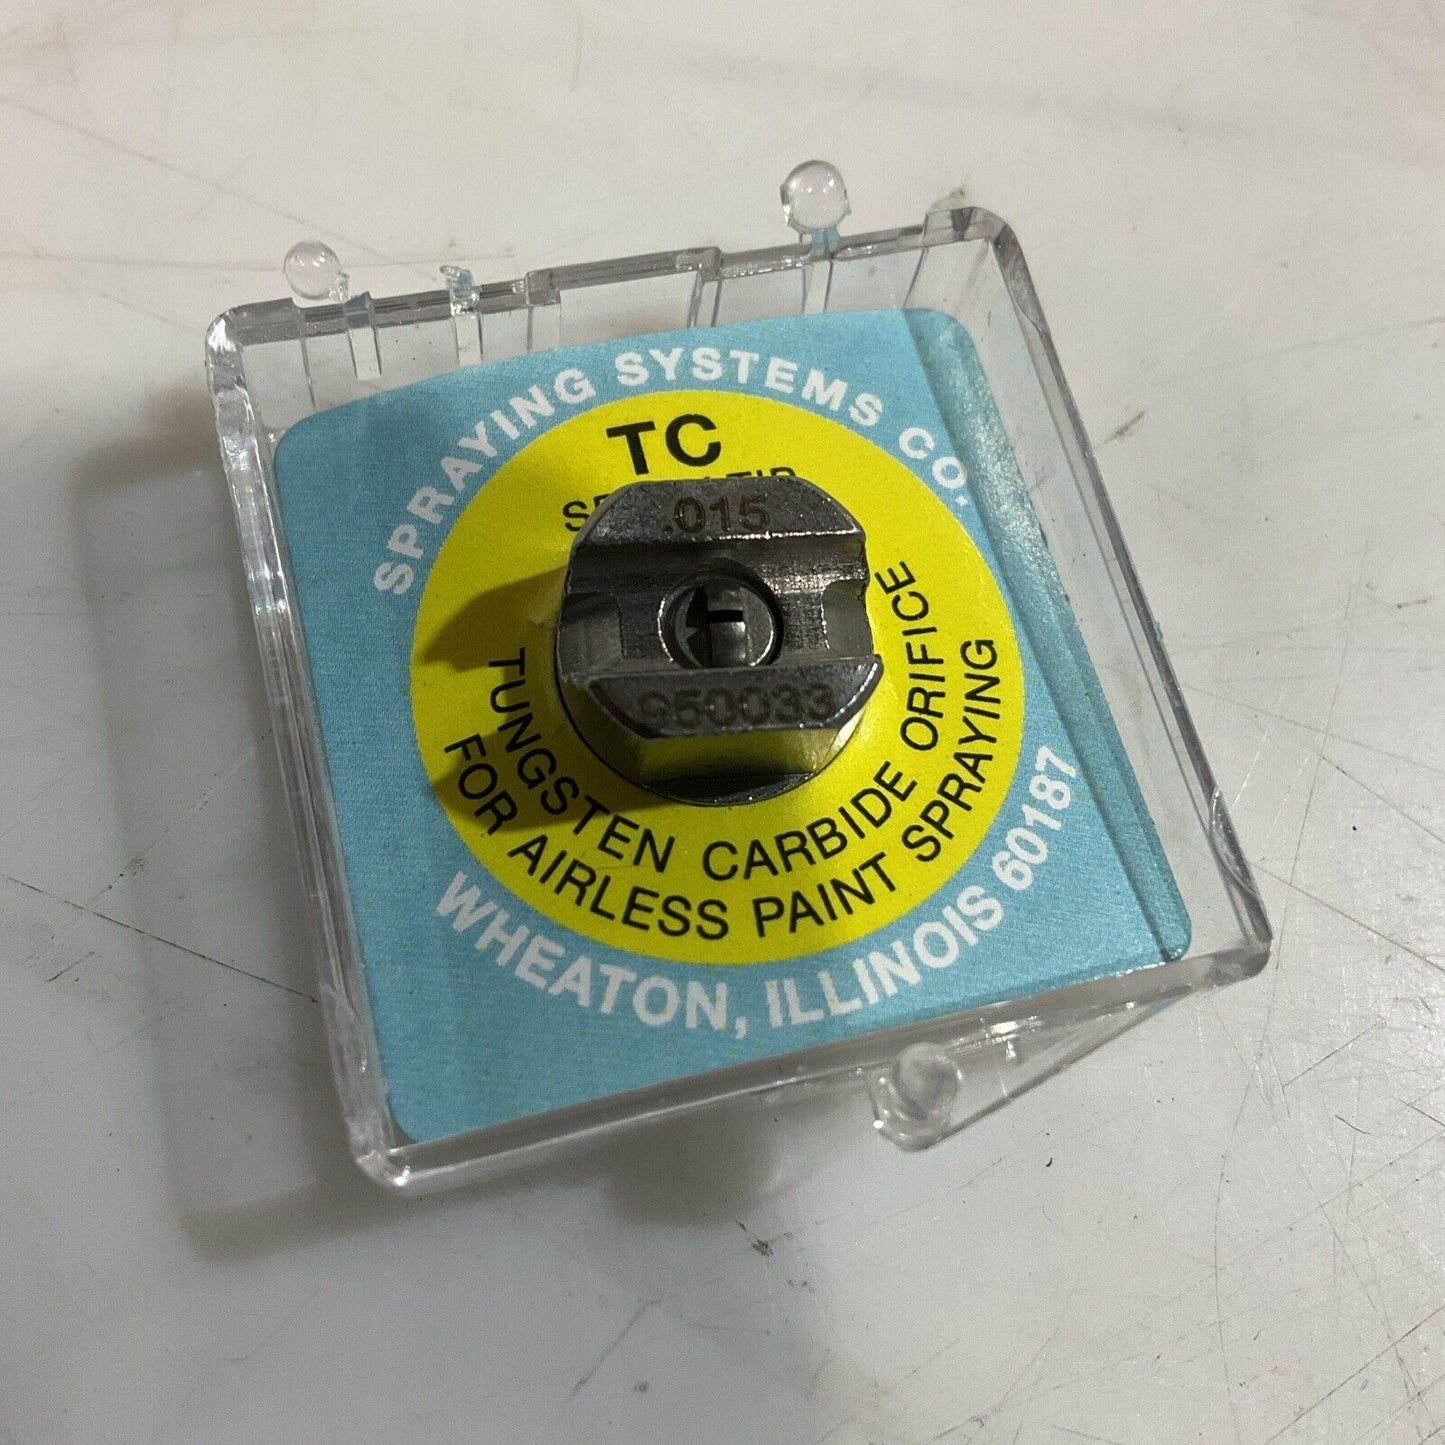 SPRAYING SYSTEMS CO.
TC
.015
950033
TUNGSTEN CARBIDE ORIFICE
FOR AIRLESS PAINT SPRAYING
WHEATON, ILLINOIS 60187